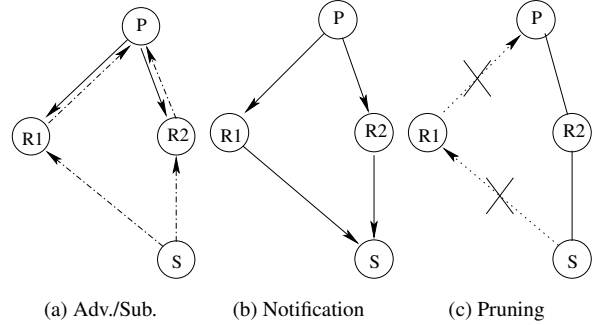 P P P
R1 R2 R1 R2 R1 R2
S S S
(a) Adv./Sub. (b) Notification (c) Pruning